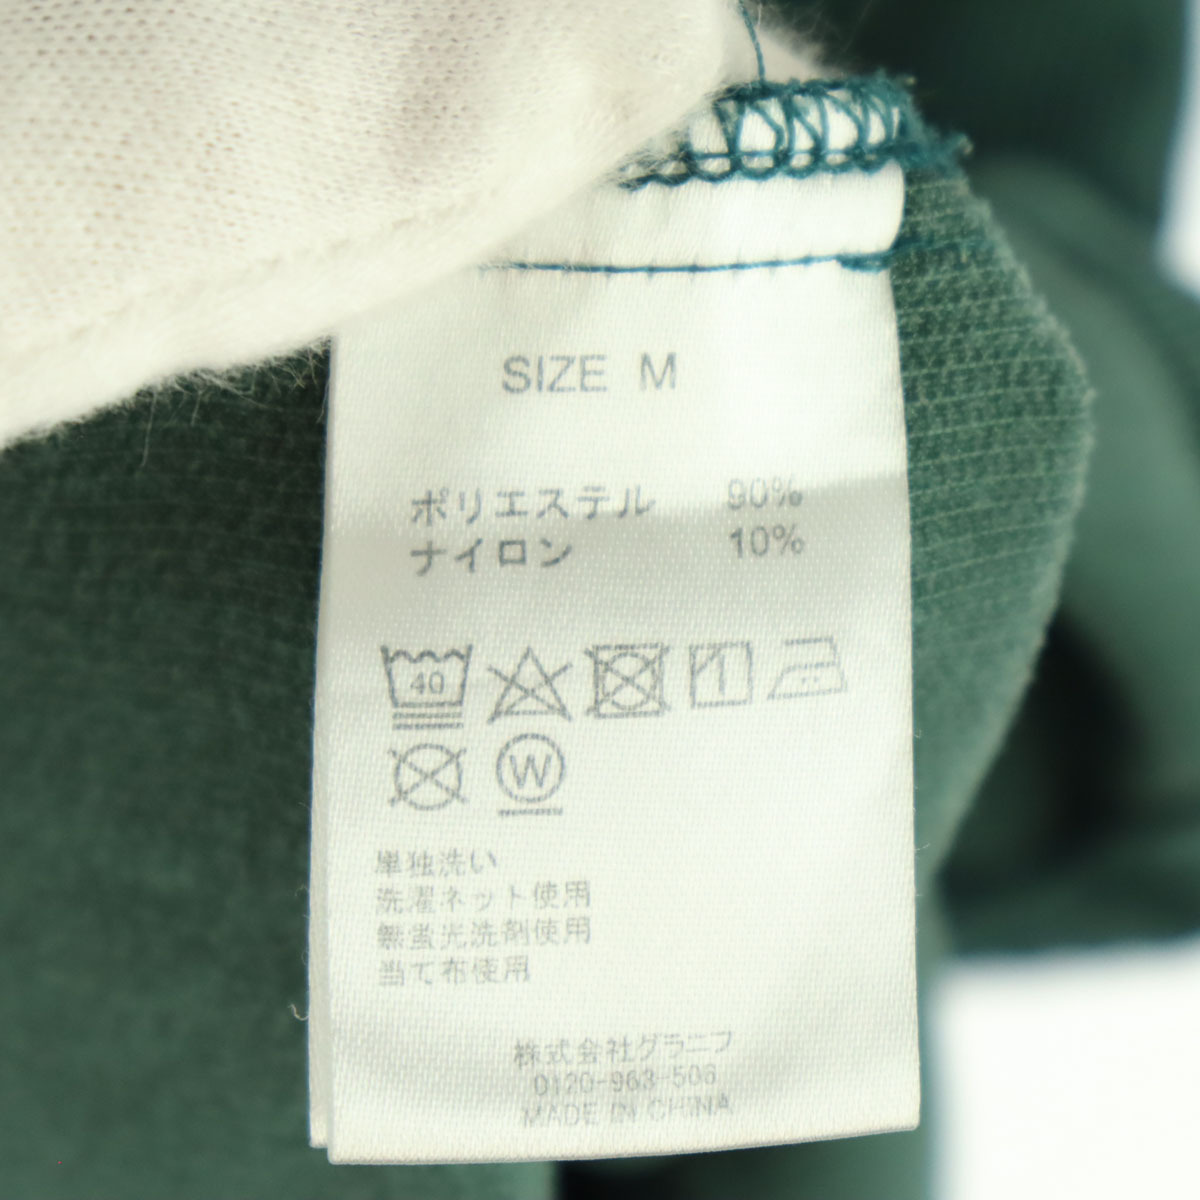 SIZE M
ポリエステル 90%
ナイロン 10%
40
W
単独洗い
洗濯ネット使用
無蛍光洗剤使用
当て布使用
株式会社グラニフ
0120-963-506
MADE IN CHINA